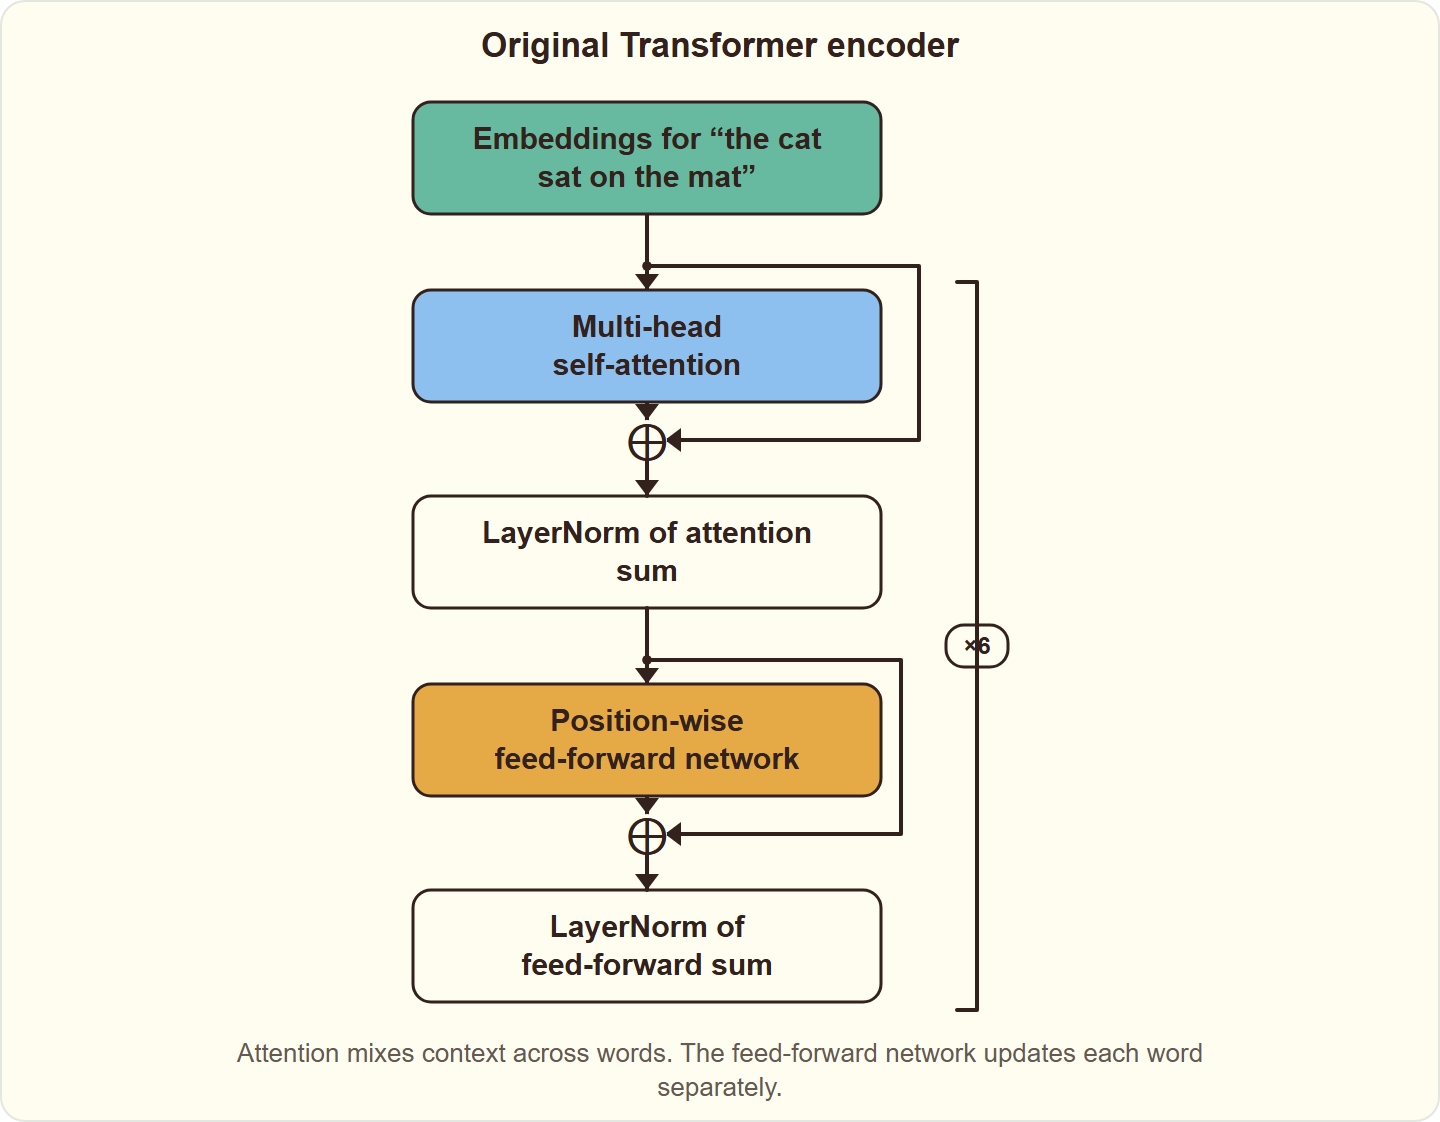 Original Transformer encoder
Embeddings for “the cat
sat on the mat”
Multi-head
self-attention
LayerNorm of attention
sum
×6
Position-wise
feed-forward network
LayerNorm of
feed-forward sum
Attention mixes context across words. The feed-forward network updates each word
separately.